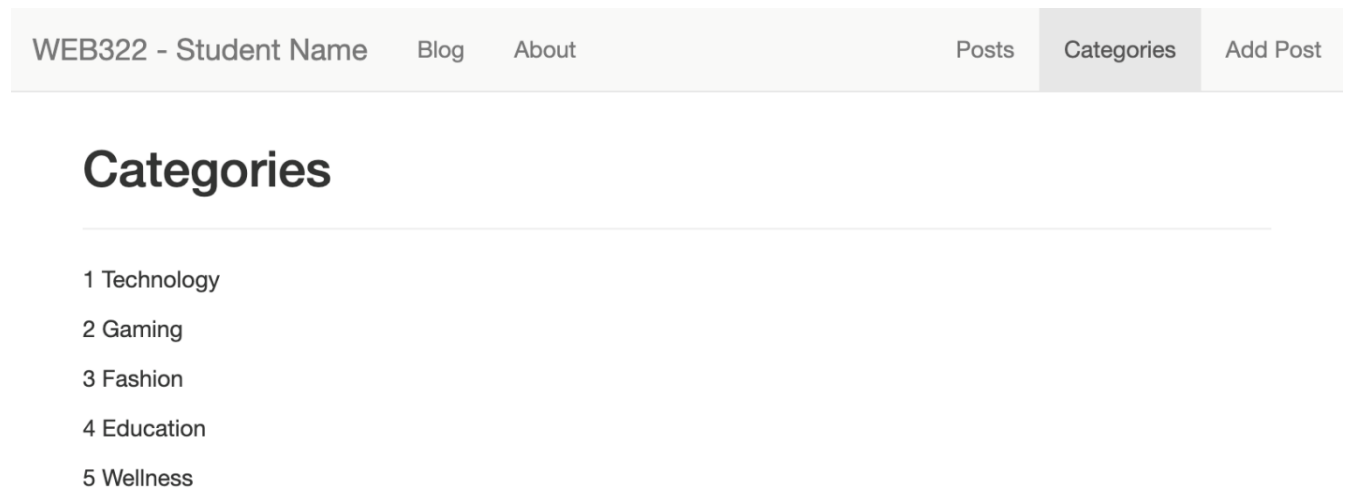 WEB322 - Student Name Blog About Posts Categories Add Post
Categories
1 Technology
2 Gaming
3 Fashion
4 Education
5 Wellness